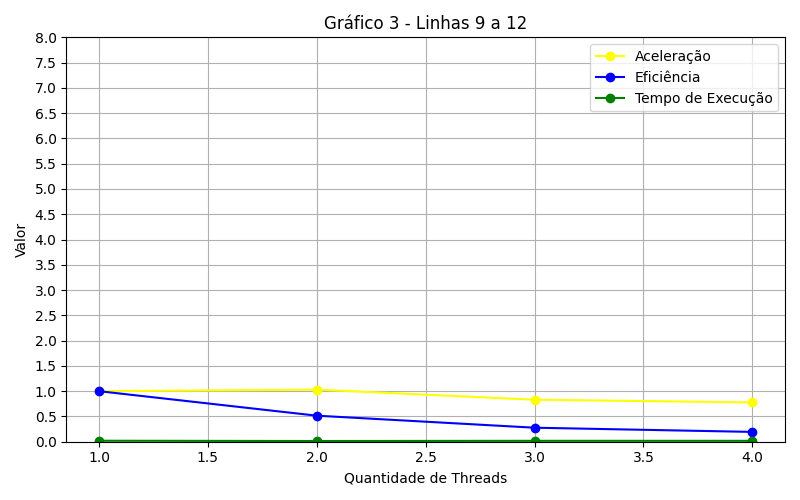 Gráfico 3 - Linhas 9 a 12
8.0
7.5
7.0
6.5
6.0
5.5
5.0
4.5
4.0
3.5
3.0
2.5
2.0
1.5
1.0
0.5
0.0
Valor
Aceleração
Eficiência
Tempo de Execução
1.0 1.5 2.0 2.5 3.0 3.5 4.0
Quantidade de Threads